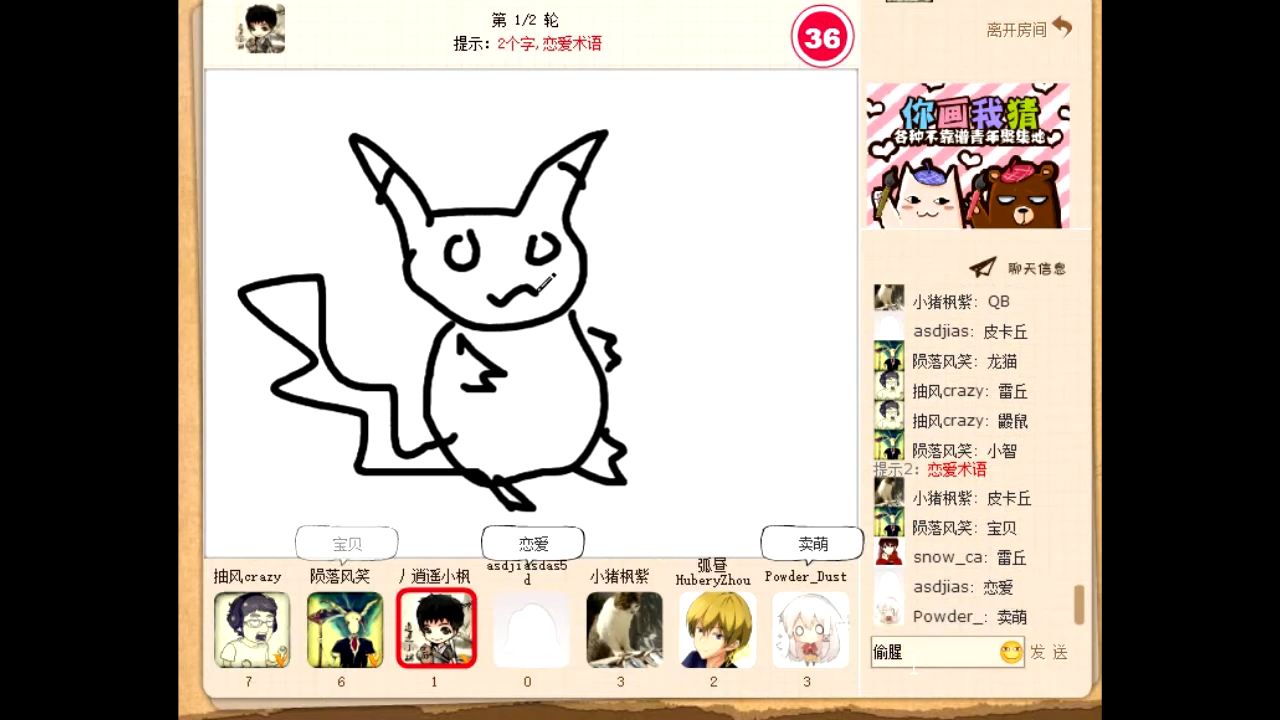 第 1/2 轮
提示：2个字,恋爱术语
36
离开房间
你画我猜
各种不靠谱青年聚集地
聊天信息
小猪枫紫：QB
asdjias：皮卡丘
陨落风笑：龙猫
抽风crazy：雷丘
抽风crazy：鼹鼠
陨落风笑：小智
提示2：恋爱术语
小猪枫紫：皮卡丘
陨落风笑：宝贝
snow_ca：雷丘
asdjias：恋爱
Powder_：卖萌
偷腥
发 送
宝贝
恋爱
卖萌
抽风crazy
陨落风笑
丿逍遥小枫
asdjiasdas5d
小猪枫紫
弧昼
HuberyZhou
Powder_Dust
7
6
1
0
3
2
3